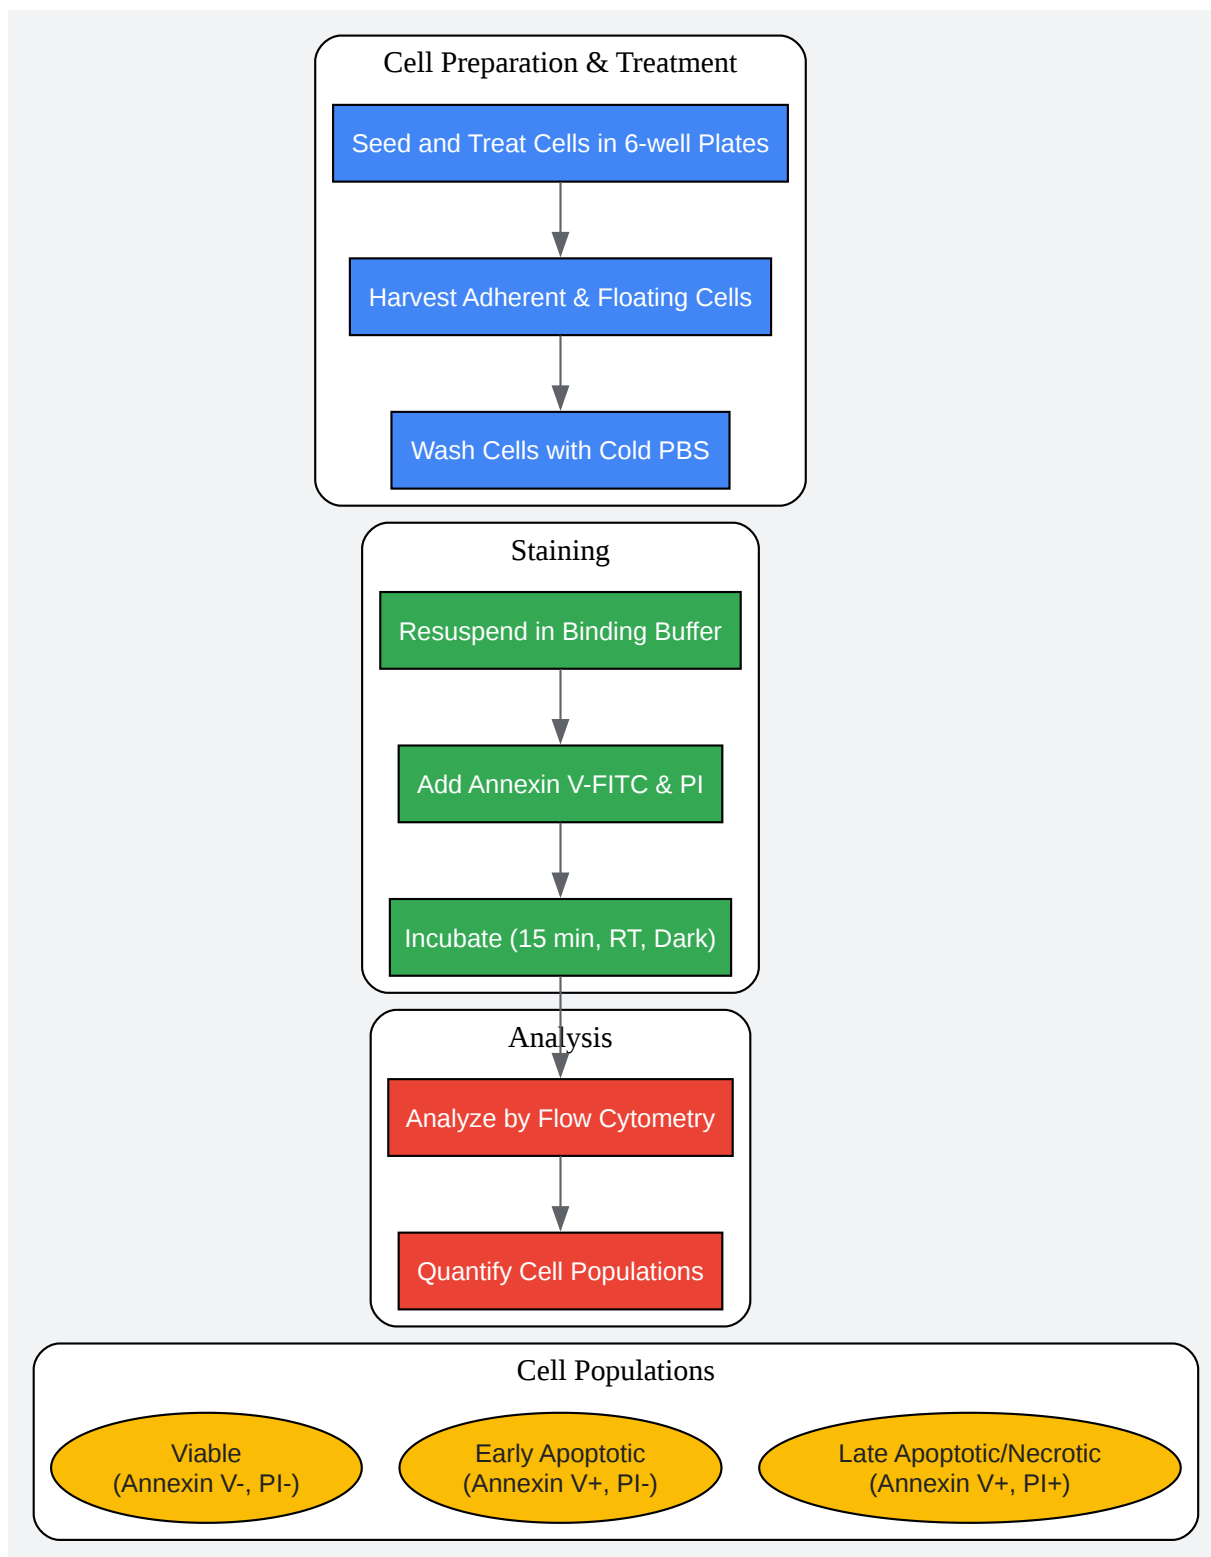 Cell Preparation & Treatment
Seed and Treat Cells in 6-well Plates
Harvest Adherent & Floating Cells
Wash Cells with Cold PBS
Staining
Resuspend in Binding Buffer
Add Annexin V-FITC & PI
Incubate (15 min, RT, Dark)
Analysis
Analyze by Flow Cytometry
Quantify Cell Populations
Cell Populations
Viable
(Annexin V-, PI-)
Early Apoptotic
(Annexin V+, PI-)
Late Apoptotic/Necrotic
(Annexin V+, PI+)